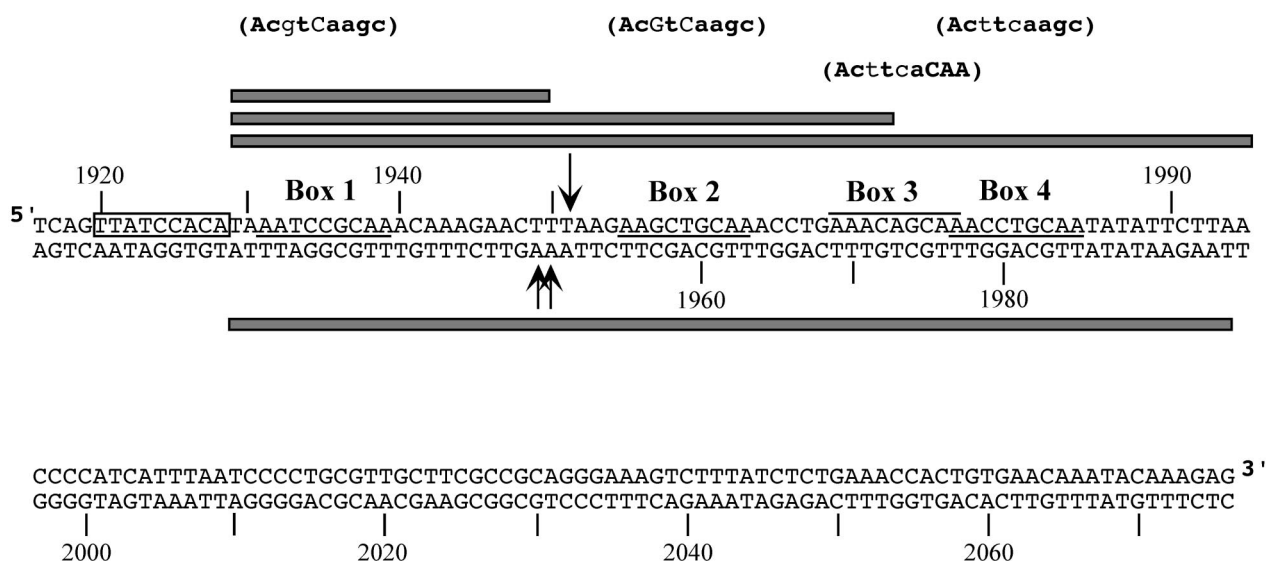 (AcgtCaagc) (AcGtCaagc) (Acttcaagc)
(ActtcaCAA)
1920 Box 1 1940 Box 2 Box 3 Box 4 1990
5' TCAGTTATCCACATAAATCCGCAAACAAAGAACTTTAAGAAGCTGCAAACCTGAAACAGCAAACCTGCAATATATTCTTAA
AGTCAATAGGTGTATTTAGGCGTTTGTTTCTTGAAATTCTTCGACGTTTGGACTTTGTCGTTTGGACGTTATATAAGAATT
1960 1980
CCCCATCATTTAATCCCCTGCGTTGCTTCGCCGCAGGGAAAGTCTTTATCTCTGAAACCACTGTGAACAAATACAAAGAG 3'
GGGGTAGTAAATTAGGGGACGCAACGAAGCGGCGTCCCTTTCAGAAATAGAGACTTTGGTGACACTTGTTTATGTTTCTC
2000 2020 2040 2060